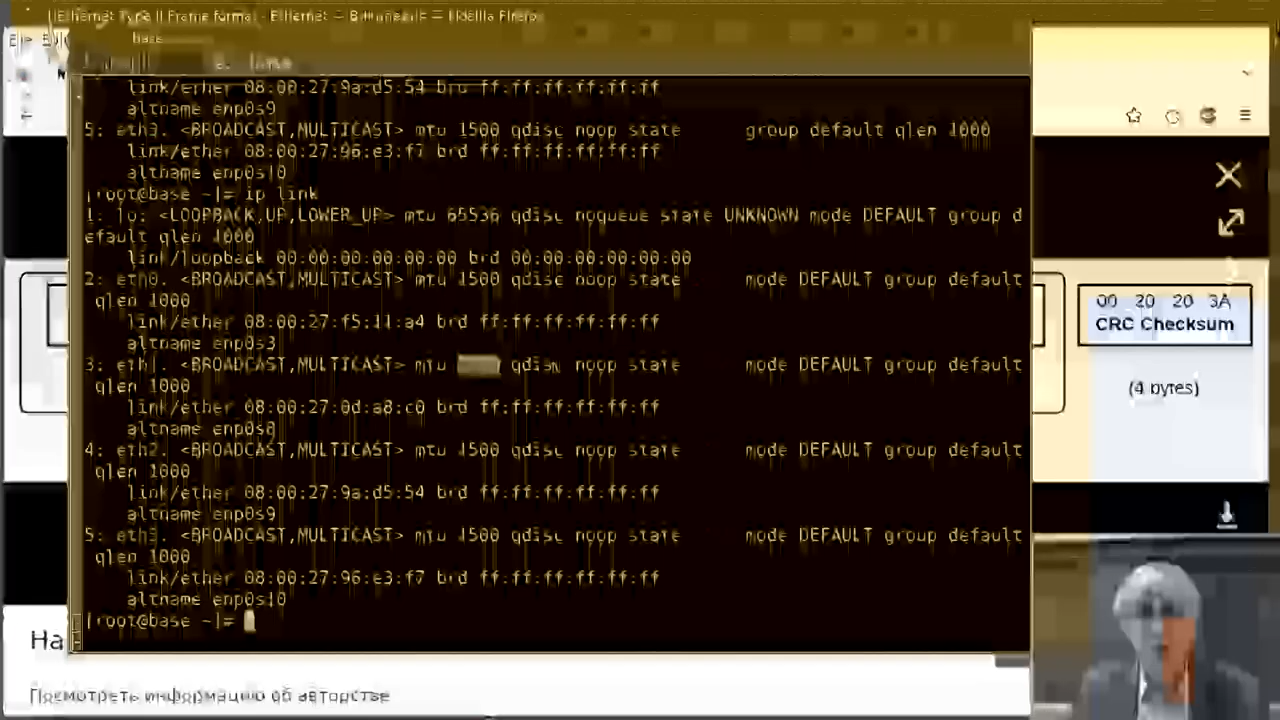 Ethernet Type II Frame format - Ethernet — Википедия — Mozilla Firefox
base
link/ether 08:00:27:9a:d5:54 brd ff:ff:ff:ff:ff:ff
altname enp0s9
5: eth3: <BROADCAST,MULTICAST> mtu 1500 qdisc noop state group default qlen 1000
link/ether 08:00:27:96:e3:f7 brd ff:ff:ff:ff:ff:ff
altname enp0s10
[root@base ~]# ip link
1: lo: <LOOPBACK,UP,LOWER_UP> mtu 65536 qdisc noqueue state UNKNOWN mode DEFAULT group d
efault qlen 1000
link/loopback 00:00:00:00:00:00 brd 00:00:00:00:00:00
2: eth0: <BROADCAST,MULTICAST> mtu 1500 qdisc noop state mode DEFAULT group default
qlen 1000
link/ether 08:00:27:f5:11:a4 brd ff:ff:ff:ff:ff:ff
altname enp0s3
3: eth1: <BROADCAST,MULTICAST> mtu qdisc noop state mode DEFAULT group default
qlen 1000
link/ether 08:00:27:0d:a8:c0 brd ff:ff:ff:ff:ff:ff
altname enp0s8
4: eth2: <BROADCAST,MULTICAST> mtu 1500 qdisc noop state mode DEFAULT group default
qlen 1000
link/ether 08:00:27:9a:d5:54 brd ff:ff:ff:ff:ff:ff
altname enp0s9
5: eth3: <BROADCAST,MULTICAST> mtu 1500 qdisc noop state mode DEFAULT group default
qlen 1000
link/ether 08:00:27:96:e3:f7 brd ff:ff:ff:ff:ff:ff
altname enp0s10
[root@base ~]#
00 20 20 3A
CRC Checksum
(4 bytes)
На
Посмотреть информацию об авторстве